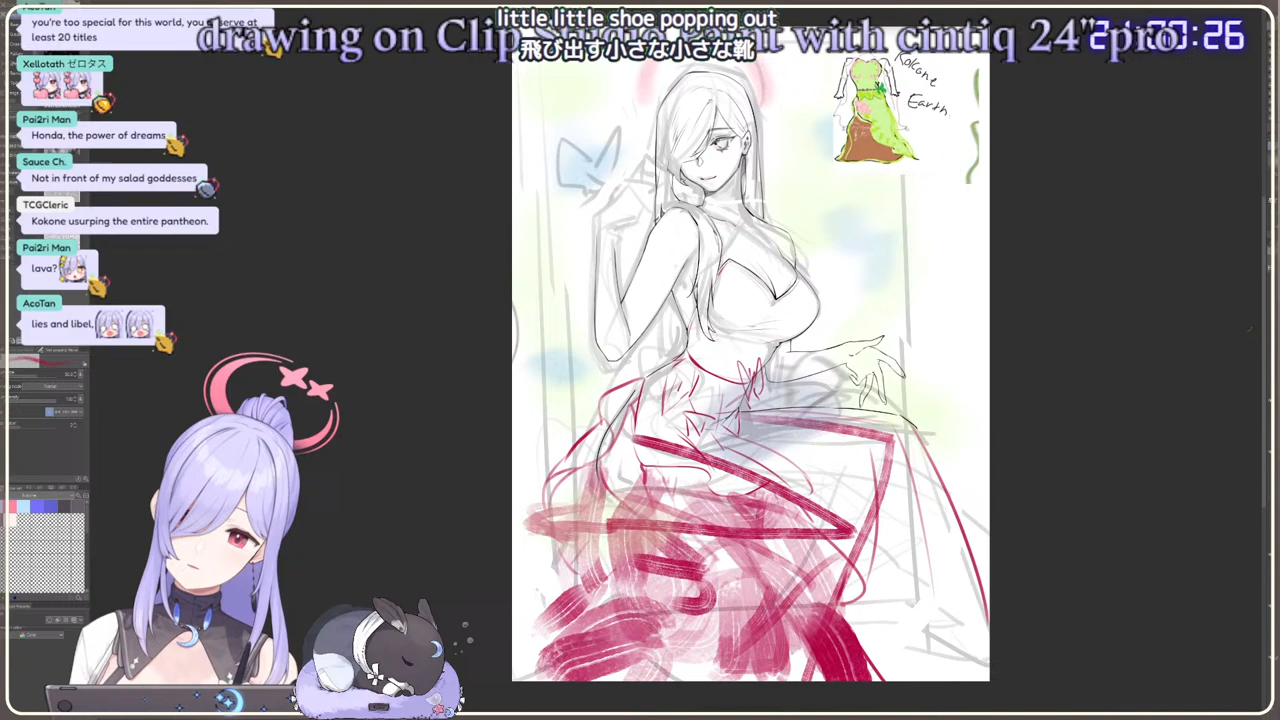 AcoTan
you're too special for this world, you deserve at
least 20 titles
Xellotath ゼロタス
Pai2ri Man
Honda, the power of dreams
Sauce Ch.
Not in front of my salad goddesses
TCGCleric
Kokone usurping the entire pantheon.
Pai2ri Man
lava?
AcoTan
lies and libel,
little little shoe popping out
飛び出す小さな小さな靴
drawing on Clip Studio Paint with cintiq 24" pro
Kokone
Earth